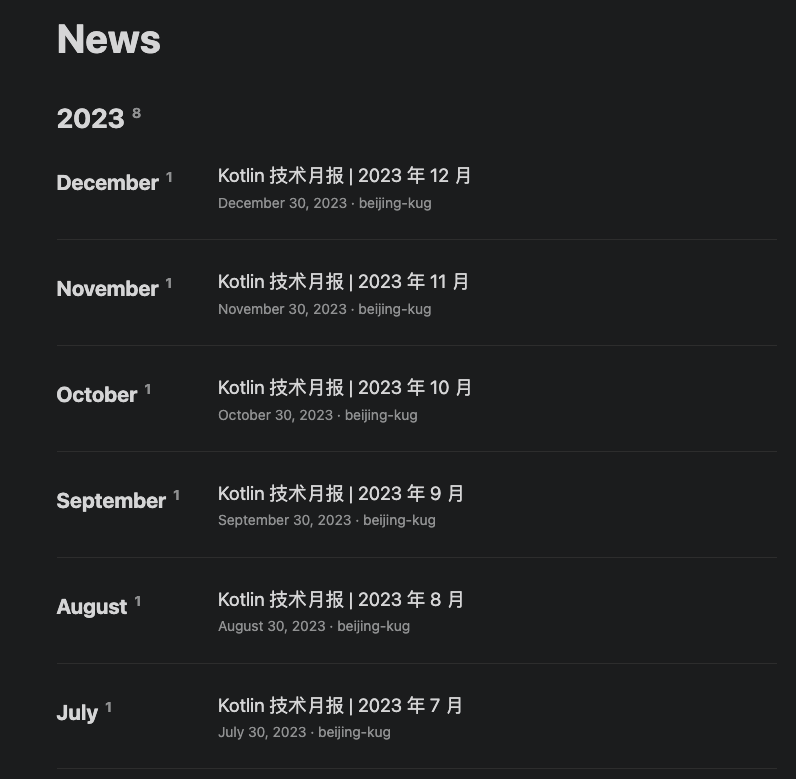 News
2023 8
December 1
Kotlin 技术月报 | 2023 年 12 月
December 30, 2023 · beijing-kug
November 1
Kotlin 技术月报 | 2023 年 11 月
November 30, 2023 · beijing-kug
October 1
Kotlin 技术月报 | 2023 年 10 月
October 30, 2023 · beijing-kug
September 1
Kotlin 技术月报 | 2023 年 9 月
September 30, 2023 · beijing-kug
August 1
Kotlin 技术月报 | 2023 年 8 月
August 30, 2023 · beijing-kug
July 1
Kotlin 技术月报 | 2023 年 7 月
July 30, 2023 · beijing-kug